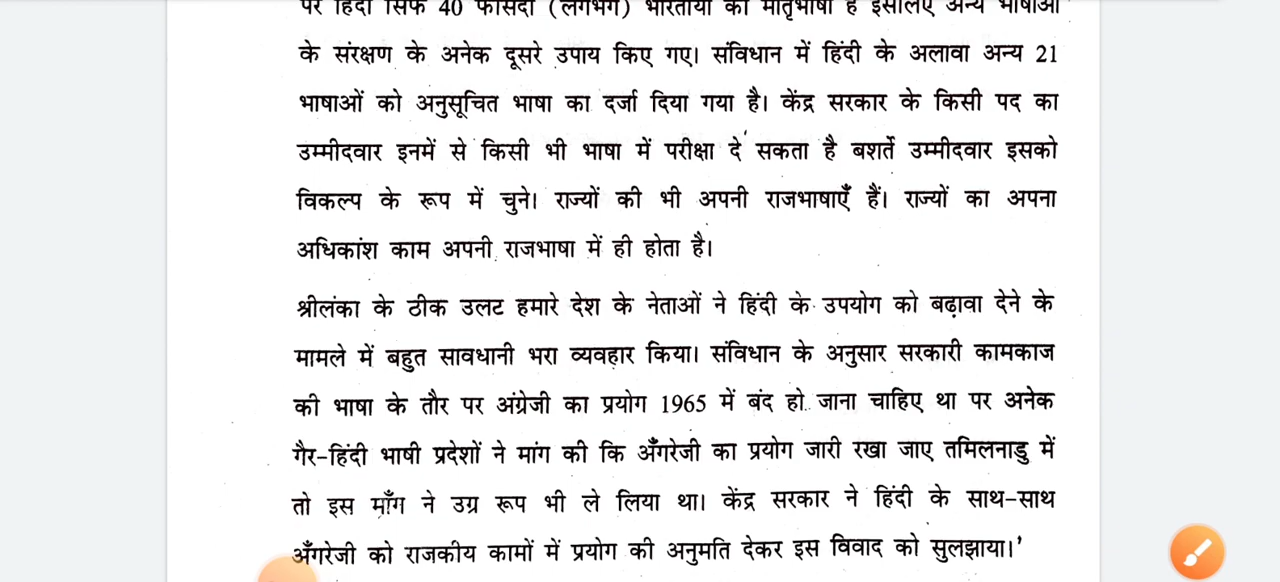 पर हिंदी सिर्फ 40 फीसदी (लगभग) भारतीयों की मातृभाषा है इसलिए अन्य भाषाओं
के संरक्षण के अनेक दूसरे उपाय किए गए। संविधान में हिंदी के अलावा अन्य 21
भाषाओं को अनुसूचित भाषा का दर्जा दिया गया है। केंद्र सरकार के किसी पद का
उम्मीदवार इनमें से किसी भी भाषा में परीक्षा दे सकता है बशर्ते उम्मीदवार इसको
विकल्प के रूप में चुने। राज्यों की भी अपनी राजभाषाएँ हैं। राज्यों का अपना
अधिकांश काम अपनी राजभाषा में ही होता है।
श्रीलंका के ठीक उलट हमारे देश के नेताओं ने हिंदी के उपयोग को बढ़ावा देने के
मामले में बहुत सावधानी भरा व्यवहार किया। संविधान के अनुसार सरकारी कामकाज
की भाषा के तौर पर अंग्रेजी का प्रयोग 1965 में बंद हो जाना चाहिए था पर अनेक
गैर-हिंदी भाषी प्रदेशों ने मांग की कि अँगरेजी का प्रयोग जारी रखा जाए तमिलनाडु में
तो इस माँग ने उग्र रूप भी ले लिया था। केंद्र सरकार ने हिंदी के साथ-साथ
अँगरेजी को राजकीय कामों में प्रयोग की अनुमति देकर इस विवाद को सुलझाया।'